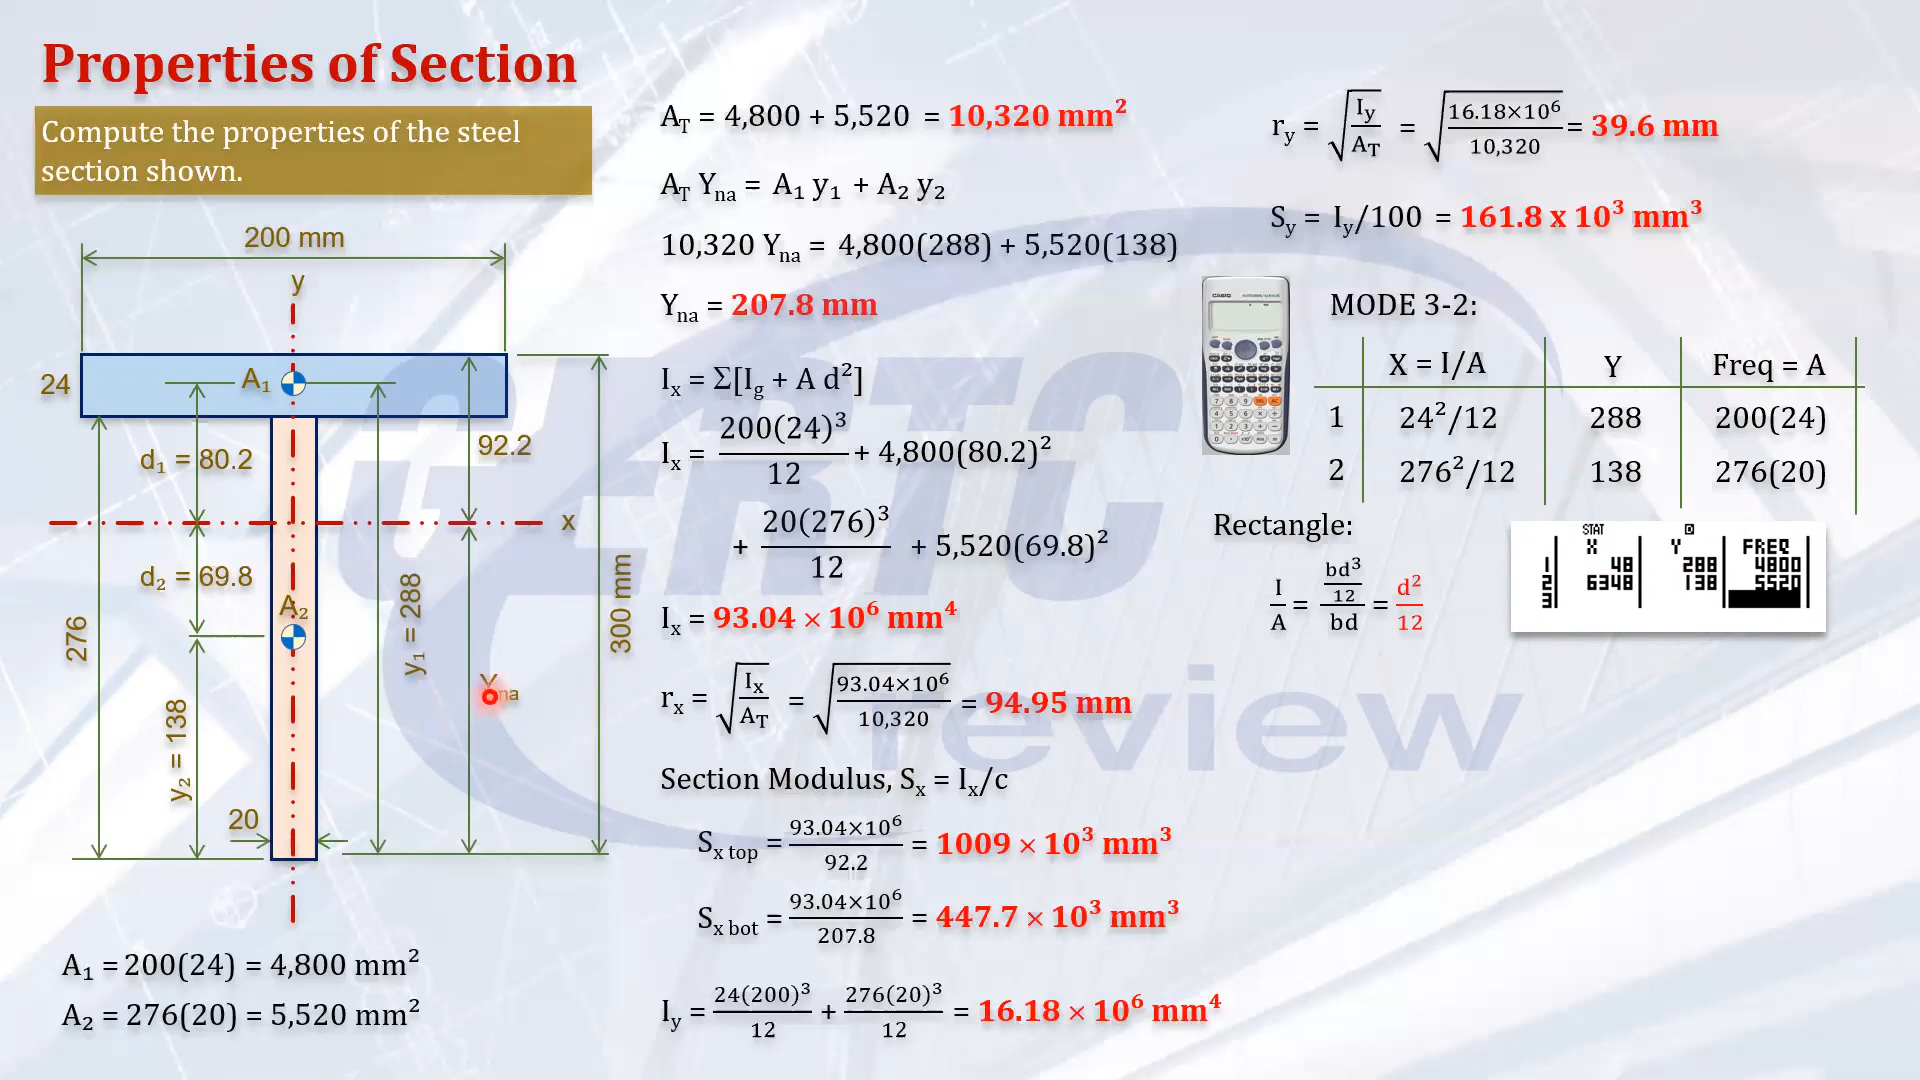 Properties of Section
Compute the properties of the steel
section shown.
200 mm
y
24
A₁
d₁ = 80.2
92.2
x
d₂ = 69.8
A₂
276
y₁ = 288
300 mm
Yna
y₂ = 138
20
A₁ = 200(24) = 4,800 mm²
A₂ = 276(20) = 5,520 mm²
A_T = 4,800 + 5,520 = 10,320 mm²
A_T Y_na = A₁ y₁ + A₂ y₂
10,320 Y_na = 4,800(288) + 5,520(138)
Y_na = 207.8 mm
I_x = Σ[I_g + A d²]
I_x = 200(24)³/12 + 4,800(80.2)²
+ 20(276)³/12 + 5,520(69.8)²
I_x = 93.04 × 10⁶ mm⁴
r_x = √(I_x/A_T) = √(93.04×10⁶/10,320) = 94.95 mm
Section Modulus, S_x = I_x/c
S_x top = 93.04×10⁶/92.2 = 1009 × 10³ mm³
S_x bot = 93.04×10⁶/207.8 = 447.7 × 10³ mm³
I_y = 24(200)³/12 + 276(20)³/12 = 16.18 × 10⁶ mm⁴
r_y = √(I_y/A_T) = √(16.18×10⁶/10,320) = 39.6 mm
S_y = I_y/100 = 161.8 x 10³ mm³
CASIO
MODE 3-2:
X = I/A Y Freq = A
1 24²/12 288 200(24)
2 276²/12 138 276(20)
Rectangle:
I/A = (bd³/12)/bd = d²/12
STAT D
X Y FREQ
1 48 288 4800
2 6348 138 5520
3
GERTC
review